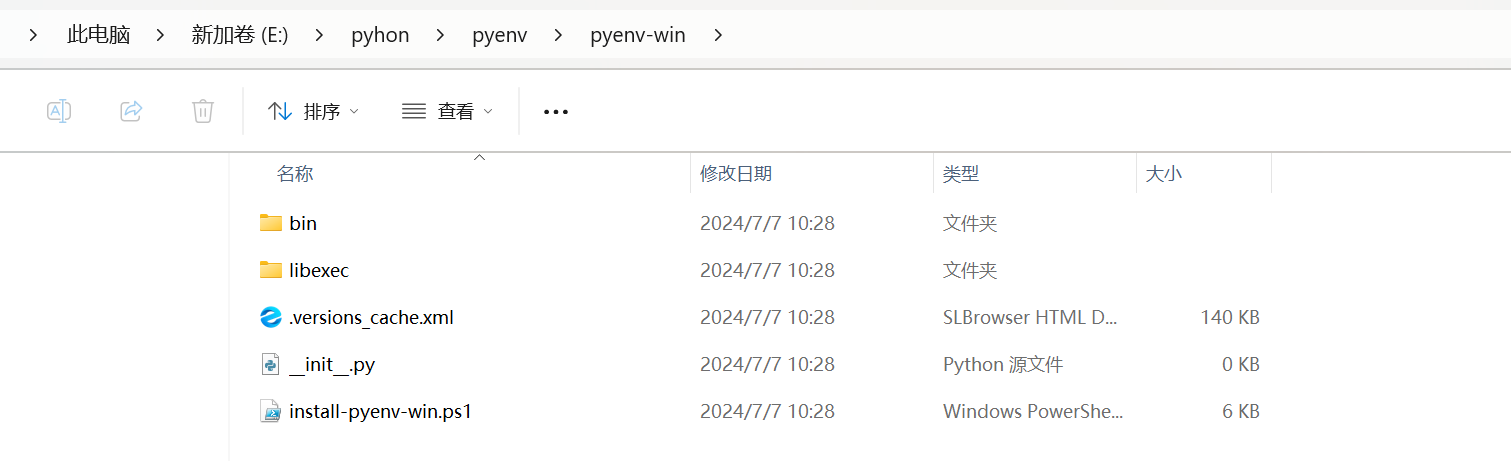 此电脑 新加卷 (E:) pyhon pyenv pyenv-win
排序 查看
名称 修改日期 类型 大小
bin 2024/7/7 10:28 文件夹
libexec 2024/7/7 10:28 文件夹
.versions_cache.xml 2024/7/7 10:28 SLBrowser HTML D... 140 KB
__init__.py 2024/7/7 10:28 Python 源文件 0 KB
install-pyenv-win.ps1 2024/7/7 10:28 Windows PowerShe... 6 KB